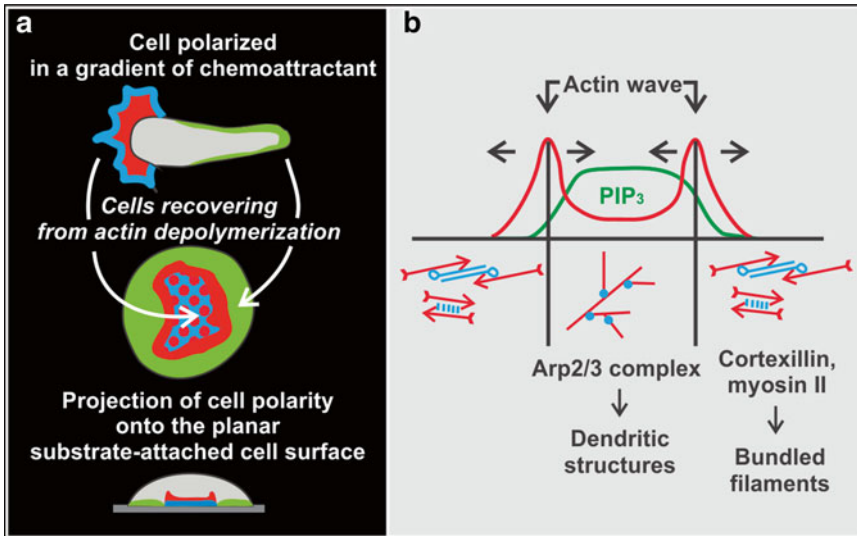 a
Cell polarized
in a gradient of chemoattractant
Cells recovering
from actin depolymerization
Projection of cell polarity
onto the planar
substrate-attached cell surface
b
Actin wave
PIP₃
Arp2/3 complex
Dendritic
structures
Cortexillin,
myosin II
Bundled
filaments